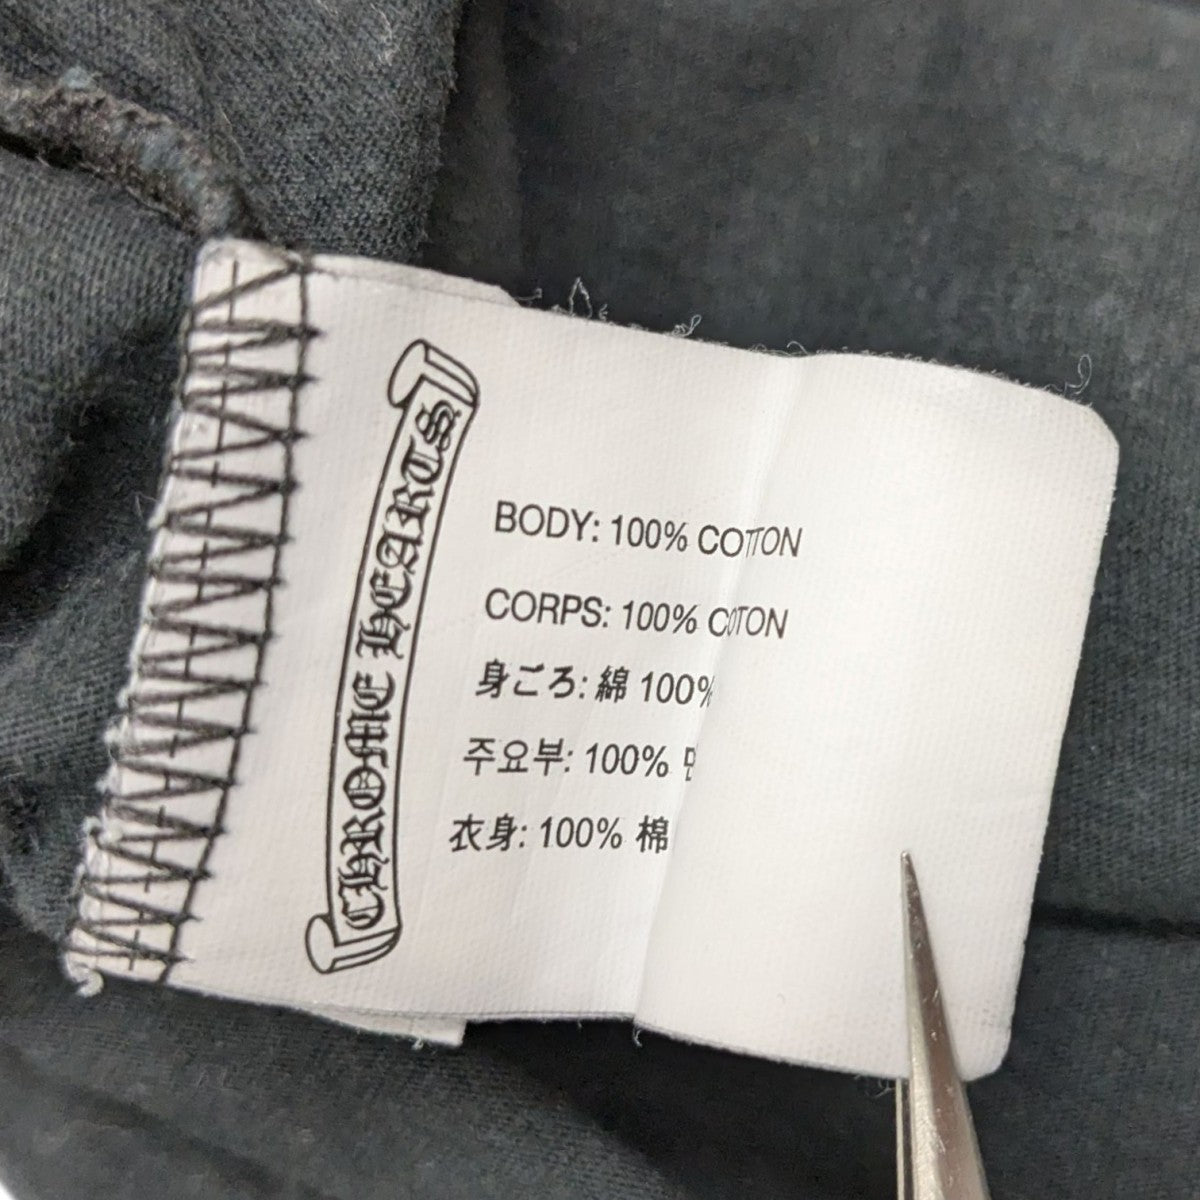 CHROME HEARTS
BODY: 100% COTTON
CORPS: 100% COTON
身ごろ: 綿 100%
주요부: 100% 면
衣身: 100% 棉